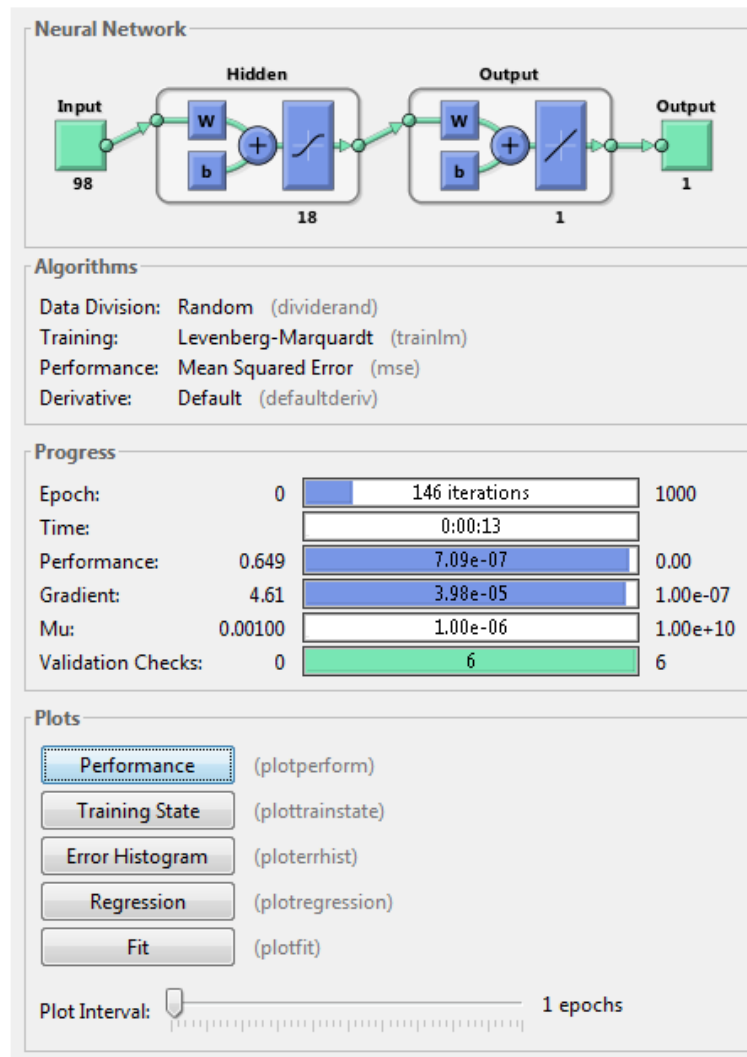 Neural Network
Hidden Output
Input W b + W b + Output
98 18 1 1
Algorithms
Data Division: Random (dividerand)
Training: Levenberg-Marquardt (trainlm)
Performance: Mean Squared Error (mse)
Derivative: Default (defaultderiv)
Progress
Epoch: 0 146 iterations 1000
Time: 0:00:13
Performance: 0.649 7.09e-07 0.00
Gradient: 4.61 3.98e-05 1.00e-07
Mu: 0.00100 1.00e-06 1.00e+10
Validation Checks: 0 6 6
Plots
Performance (plotperform)
Training State (plottrainstate)
Error Histogram (ploterrhist)
Regression (plotregression)
Fit (plotfit)
Plot Interval: 1 epochs